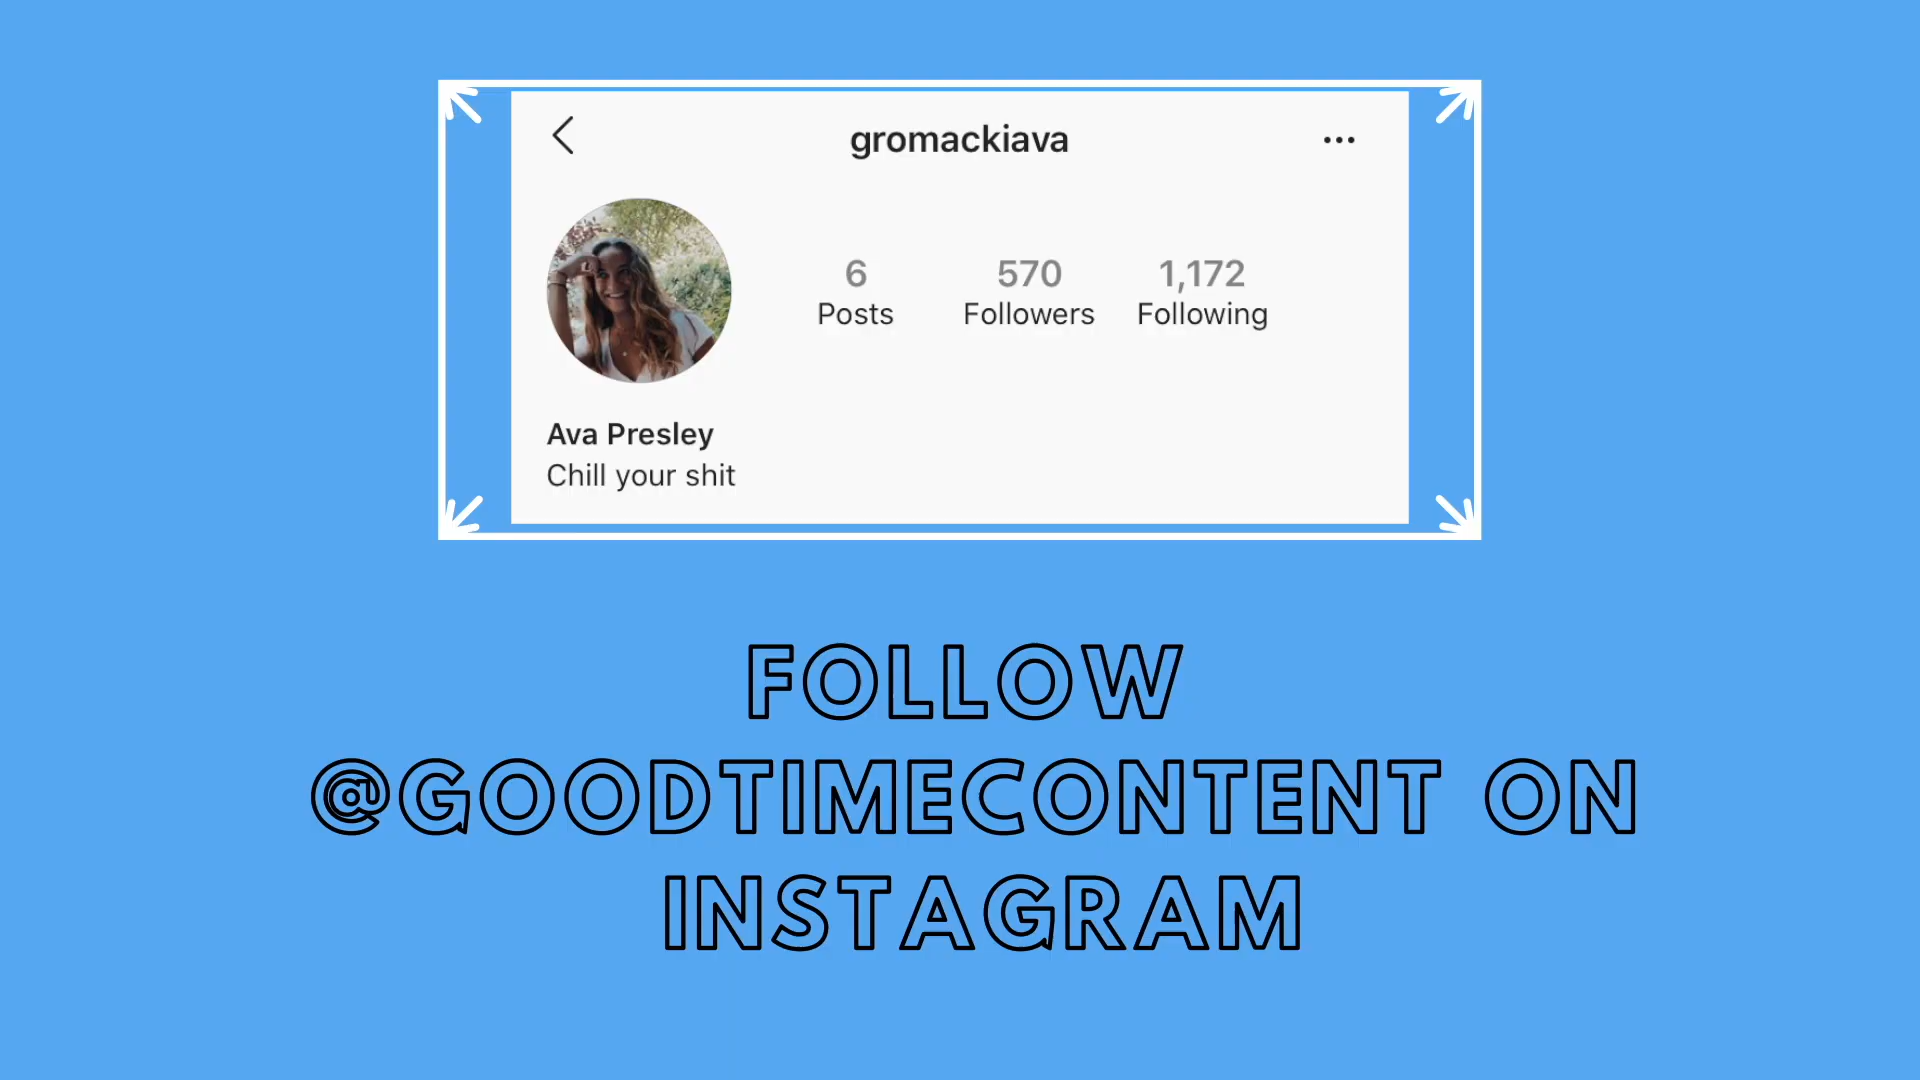 gromackiava
6 570 1,172
Posts Followers Following
Ava Presley
Chill your shit
FOLLOW
@GOODTIMECONTENT ON
INSTAGRAM